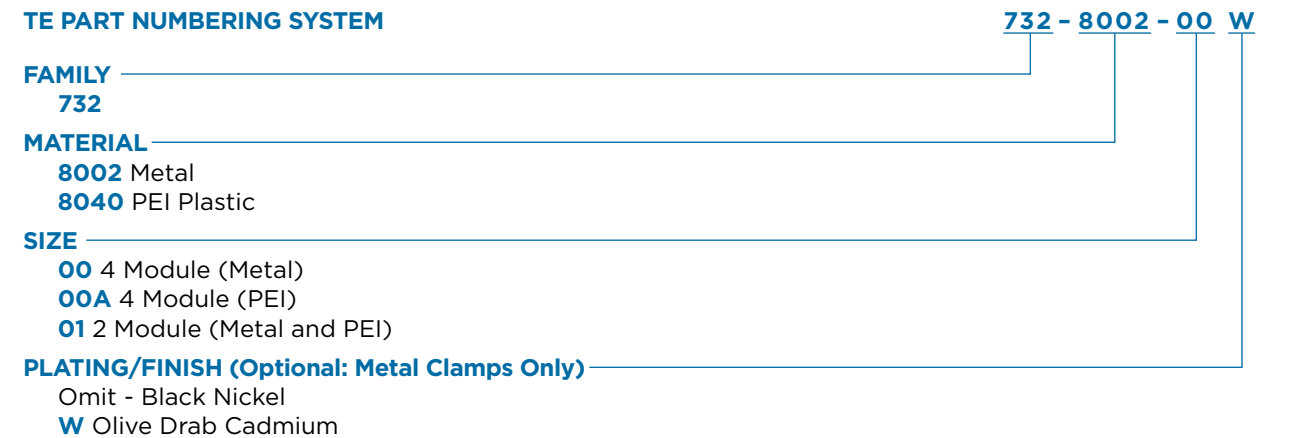 TE PART NUMBERING SYSTEM 732 – 8002 – 00 W
FAMILY
732
MATERIAL
8002 Metal
8040 PEI Plastic
SIZE
00 4 Module (Metal)
00A 4 Module (PEI)
01 2 Module (Metal and PEI)
PLATING/FINISH (Optional: Metal Clamps Only)
Omit - Black Nickel
W Olive Drab Cadmium